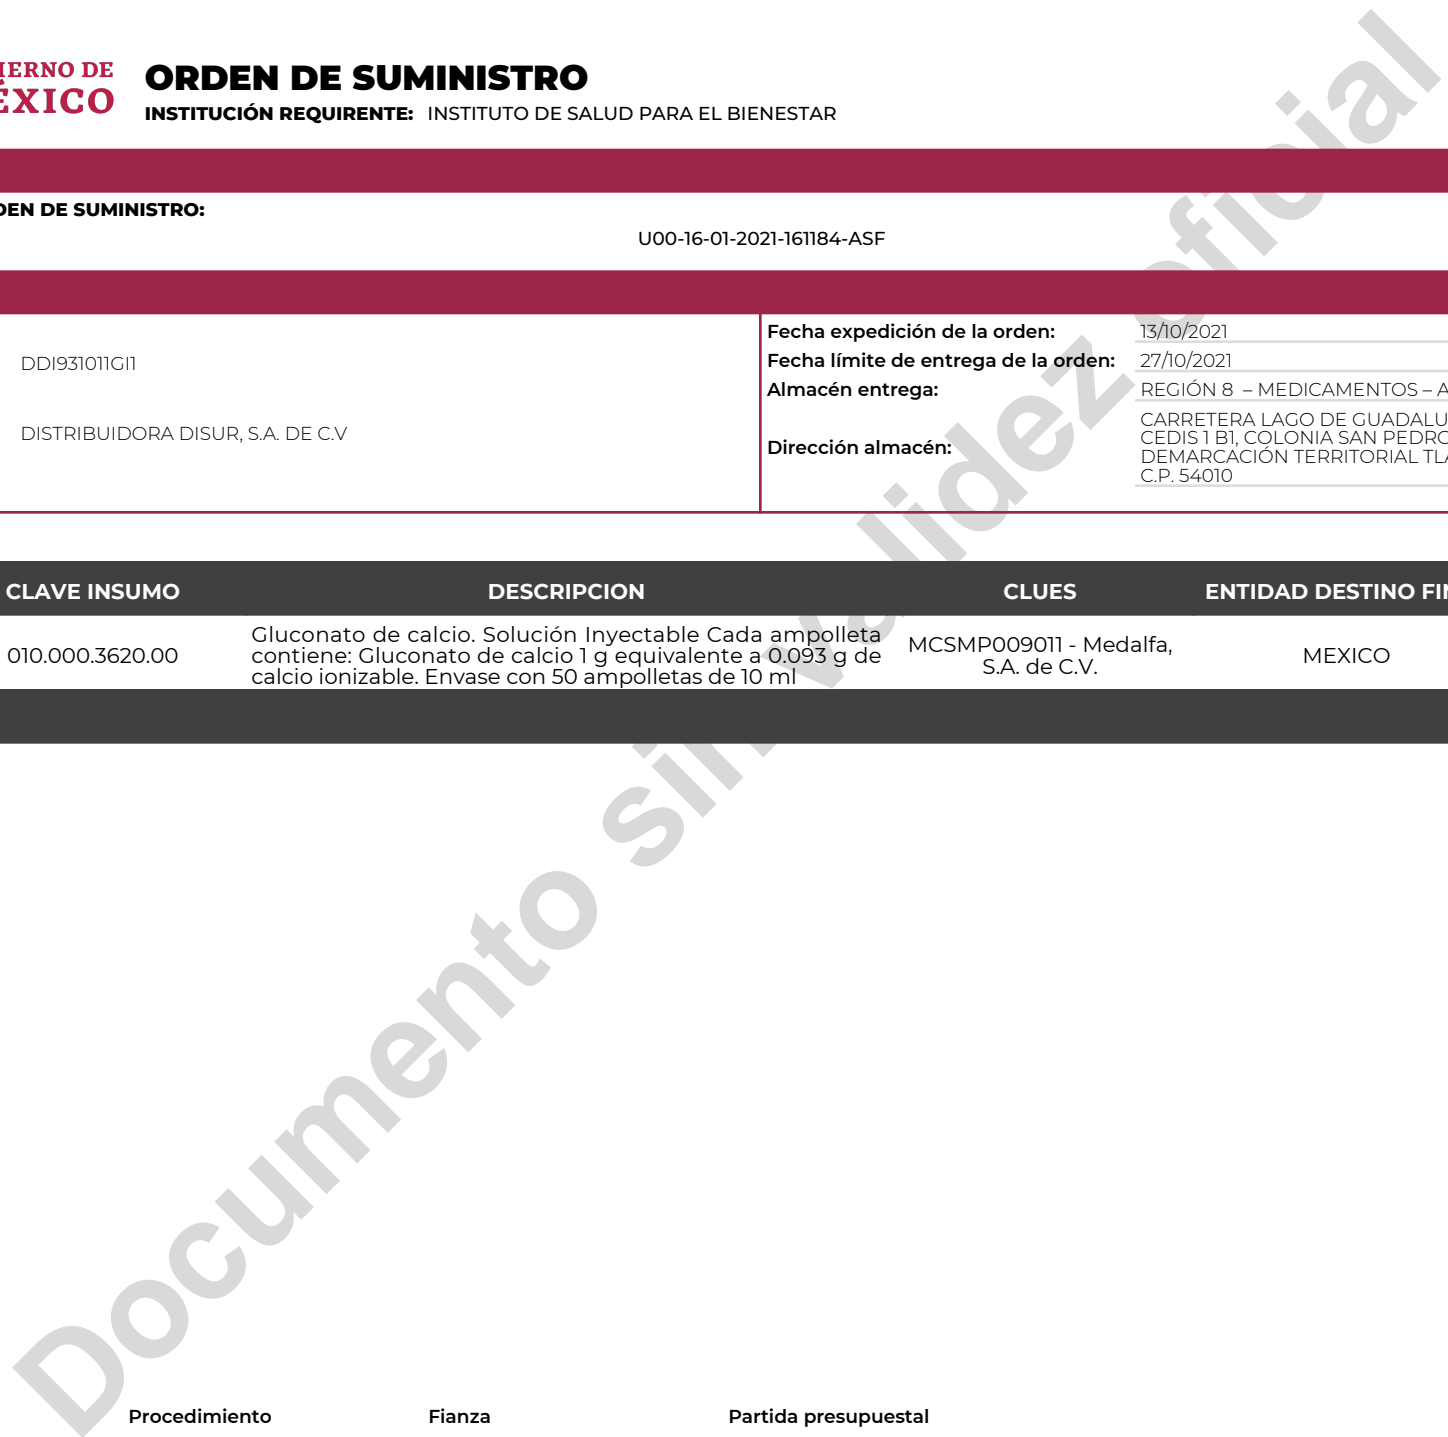 IERNO DE
ÉXICO
ORDEN DE SUMINISTRO
INSTITUCIÓN REQUIRENTE: INSTITUTO DE SALUD PARA EL BIENESTAR
DEN DE SUMINISTRO:
U00-16-01-2021-161184-ASF
DDI931011GI1
DISTRIBUIDORA DISUR, S.A. DE C.V
Fecha expedición de la orden: 13/10/2021
Fecha límite de entrega de la orden: 27/10/2021
Almacén entrega: REGIÓN 8 – MEDICAMENTOS – A
Dirección almacén:
CARRETERA LAGO DE GUADALU
CEDIS 1 B1, COLONIA SAN PEDRO
DEMARCACIÓN TERRITORIAL TLA
C.P. 54010
CLAVE INSUMO DESCRIPCION CLUES ENTIDAD DESTINO FIN
010.000.3620.00
Gluconato de calcio. Solución Inyectable Cada ampolleta
contiene: Gluconato de calcio 1 g equivalente a 0.093 g de
calcio ionizable. Envase con 50 ampolletas de 10 ml
MCSMP009011 - Medalfa,
S.A. de C.V.
MEXICO
Documento sin validez oficial
Procedimiento Fianza Partida presupuestal